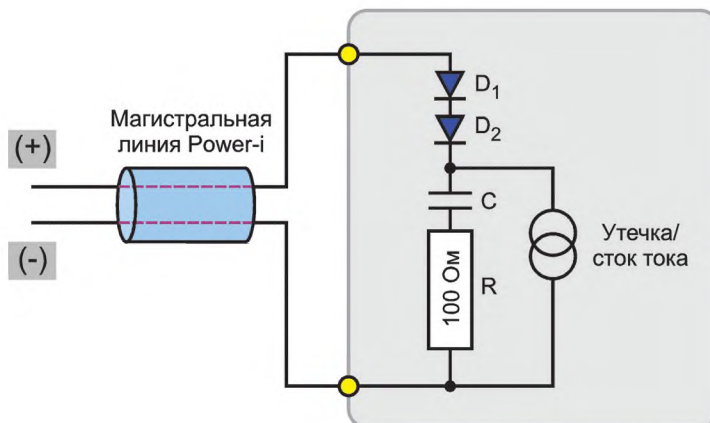 Магистральная
линия Power-i
(+)
(-)
D1
D2
C
100 Ом
R
Утечка/
сток тока